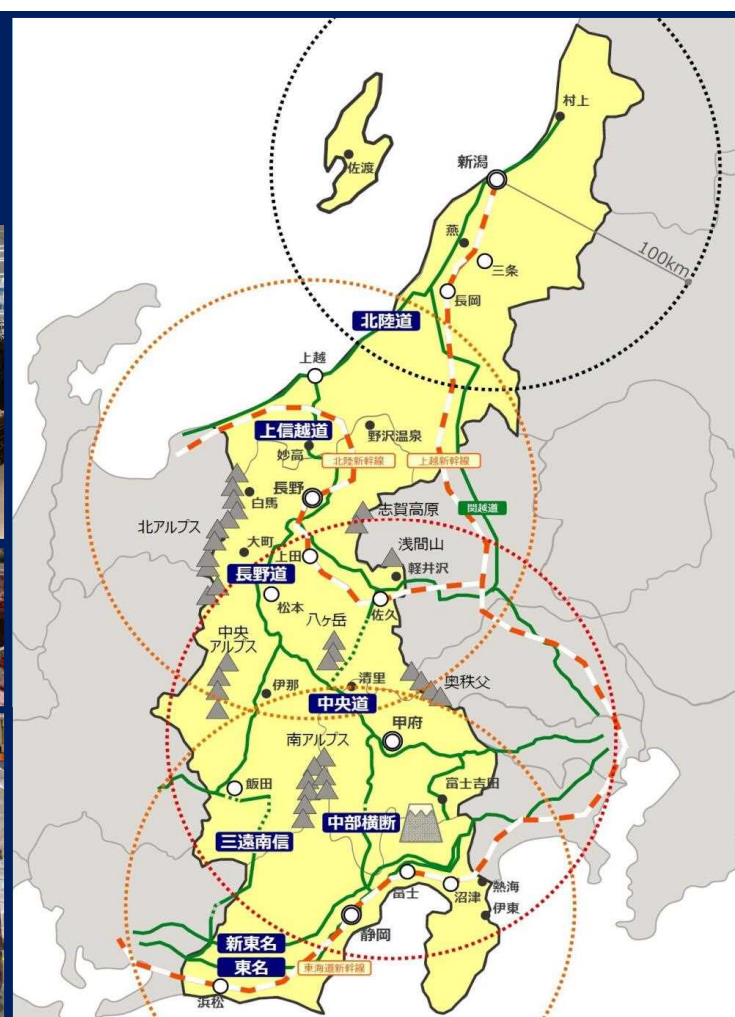 村上
新潟
佐渡
燕
三条
100km
長岡
北陸道
上越
上信越道
野沢温泉
妙高
北陸新幹線
上越新幹線
長野
白馬
関越道
志賀高原
北アルプス
浅間山
大町
上田
軽井沢
長野道
松本
佐久
八ヶ岳
中央
アルプス
清里
奥秩父
伊那
中央道
甲府
南アルプス
飯田
富士吉田
中部横断
三遠南信
富士
沼津
熱海
伊東
静岡
新東名
東名
東海道新幹線
浜松